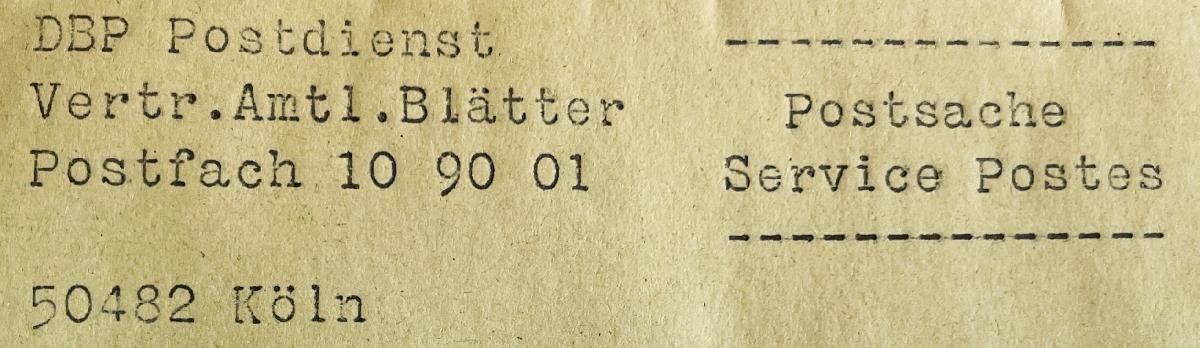 DBP Postdienst
Vertr.Amtl.Blätter
Postfach 10 90 01
50482 Köln
--------------
Postsache
Service Postes
--------------